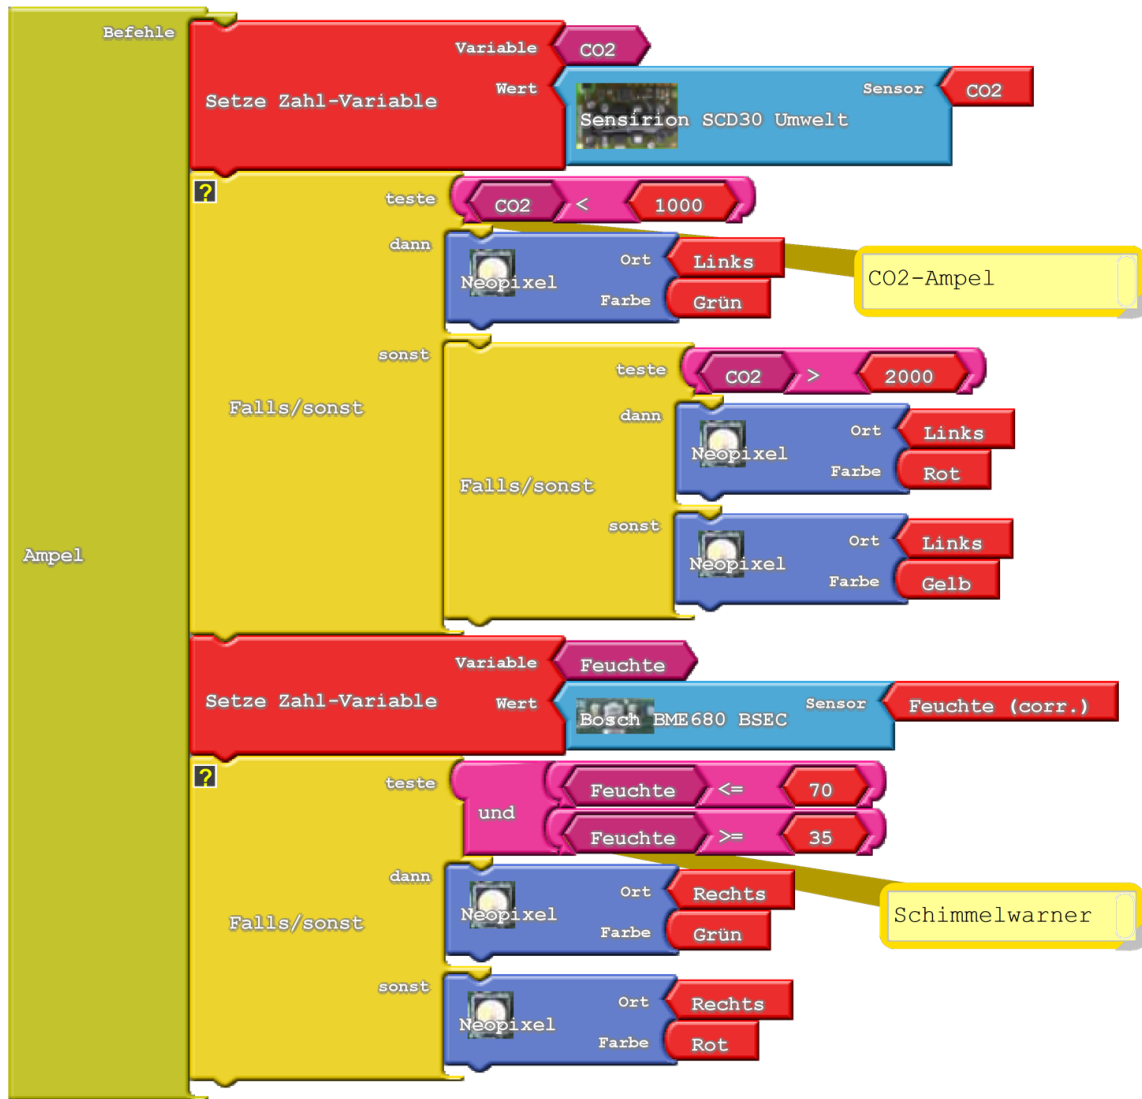 Befehle
Variable
CO2
Setze Zahl-Variable
Wert
Sensor
CO2
Sensirion SCD30 Umwelt
?
teste
CO2 < 1000
dann
Ort
Links
Neopixel
Farbe
Grün
CO2-Ampel
sonst
teste
CO2 > 2000
Falls/sonst
dann
Ort
Links
Neopixel
Farbe
Rot
Falls/sonst
sonst
Ort
Links
Neopixel
Farbe
Gelb
Ampel
Variable
Feuchte
Setze Zahl-Variable
Wert
Sensor
Feuchte (corr.)
Bosch BME680 BSEC
?
teste
Feuchte <= 70
und
Feuchte >= 35
dann
Ort
Rechts
Neopixel
Farbe
Grün
Schimmelwarner
Falls/sonst
sonst
Ort
Rechts
Neopixel
Farbe
Rot